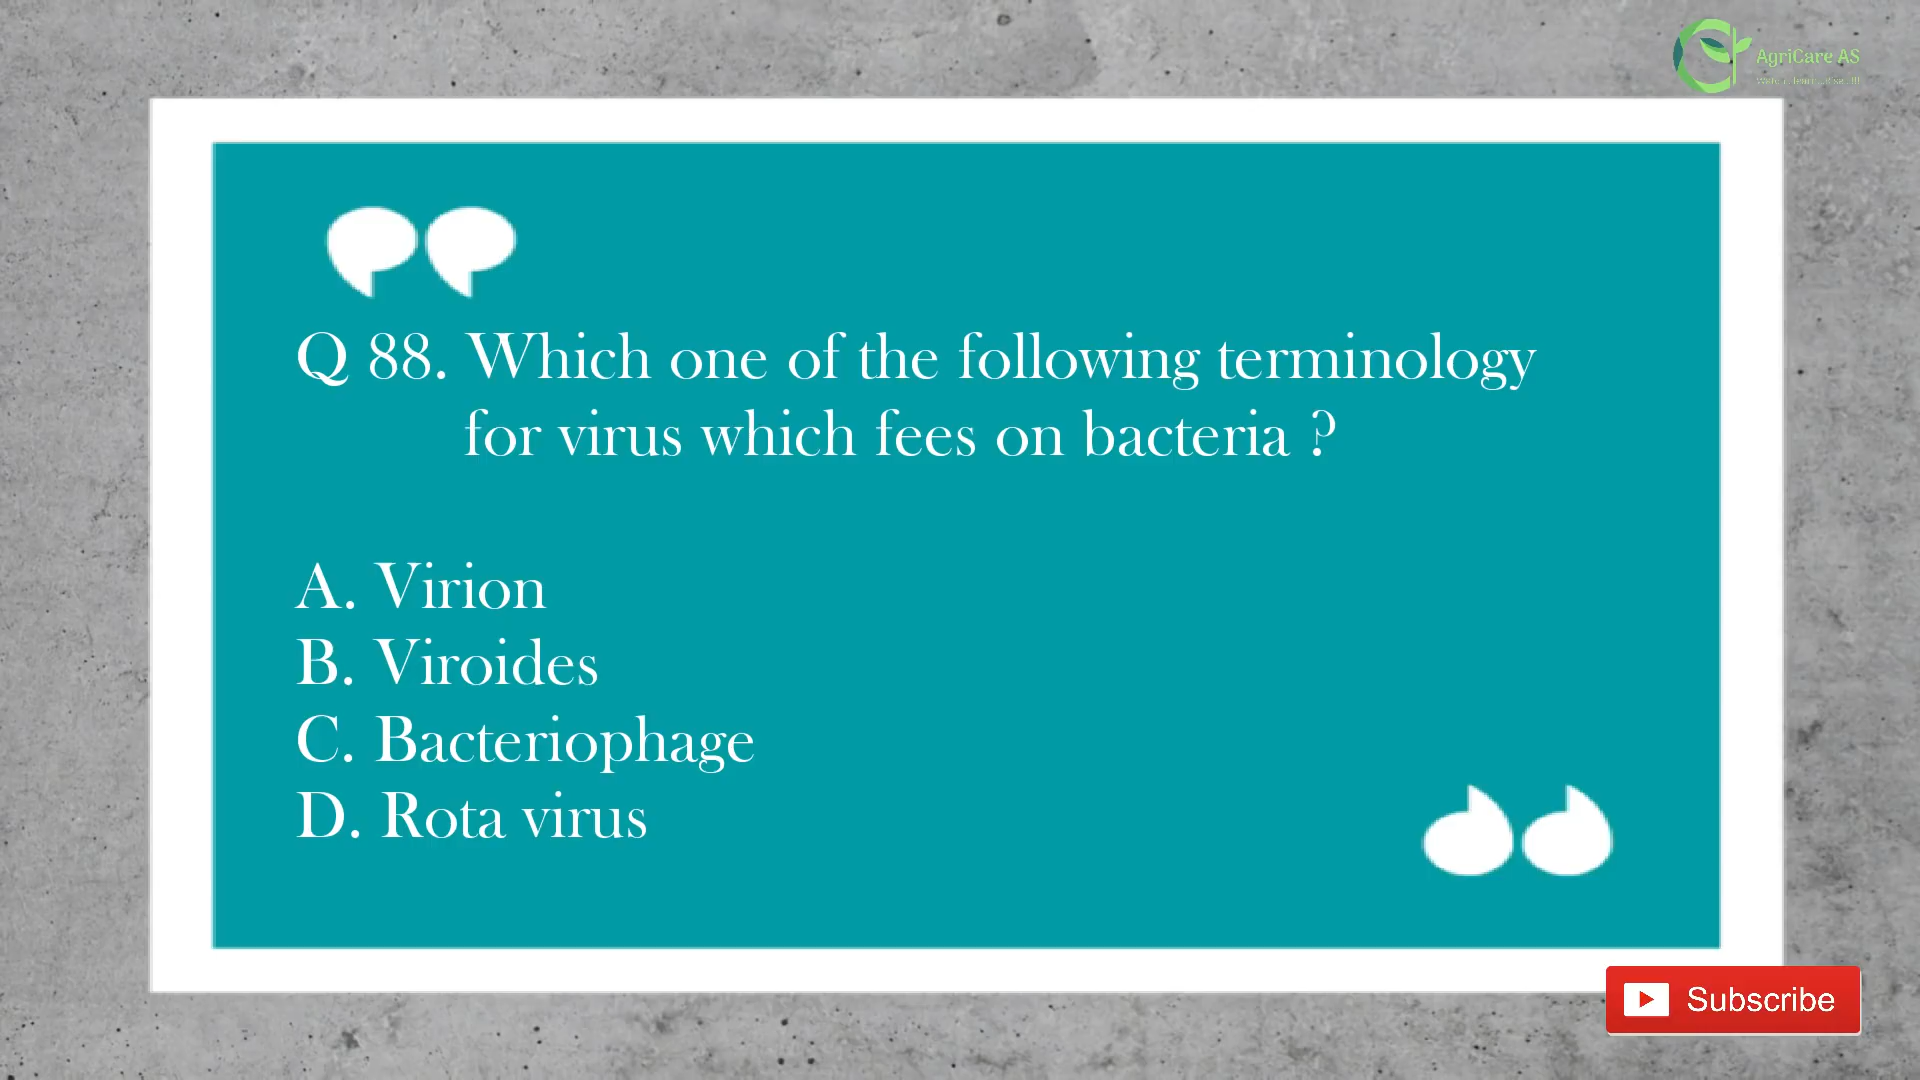 AgriCare AS
Q 88. Which one of the following terminology
for virus which fees on bacteria ?
A. Virion
B. Viroides
C. Bacteriophage
D. Rota virus
Subscribe